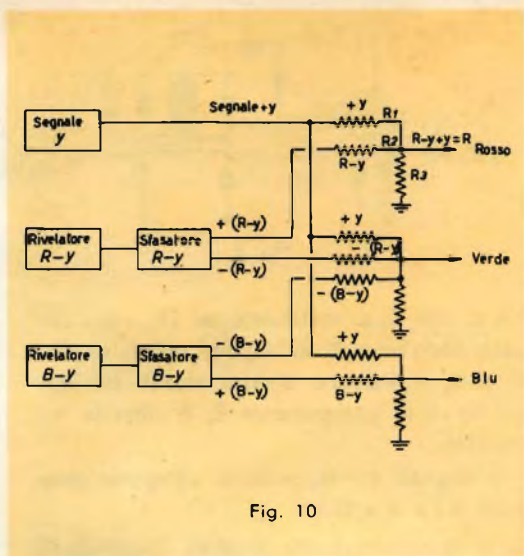 Segnale
y
Segnale+y
+y
R1
R2
R-y
R3
R-y+y=R
Rosso
Rivelatore
R-y
Sfasatore
R-y
+ (R-y)
-(R-y)
+y
- (R-y)
- (B-y)
Verde
Rivelatore
B-y
Sfasatore
B-y
- (B-y)
+ (B-y)
+y
B-y
Blu
Fig. 10